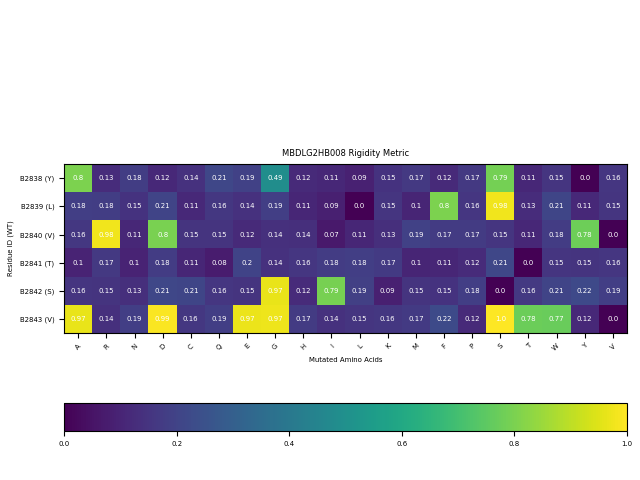 MBDLG2HB008 Rigidity Metric
Residue ID (WT)
B2838 (Y) 0.8 0.13 0.18 0.12 0.14 0.21 0.19 0.49 0.12 0.11 0.09 0.15 0.17 0.12 0.17 0.79 0.11 0.15 0.0 0.16
B2839 (L) 0.18 0.18 0.15 0.21 0.11 0.16 0.14 0.19 0.11 0.09 0.0 0.15 0.1 0.8 0.16 0.98 0.13 0.21 0.11 0.15
B2840 (V) 0.16 0.98 0.11 0.8 0.15 0.15 0.12 0.14 0.14 0.07 0.11 0.13 0.19 0.17 0.17 0.15 0.11 0.18 0.78 0.0
B2841 (T) 0.1 0.17 0.1 0.18 0.11 0.08 0.2 0.14 0.16 0.18 0.18 0.17 0.1 0.11 0.12 0.21 0.0 0.15 0.15 0.16
B2842 (S) 0.16 0.15 0.13 0.21 0.21 0.16 0.15 0.97 0.12 0.79 0.19 0.09 0.15 0.15 0.18 0.0 0.16 0.21 0.22 0.19
B2843 (V) 0.97 0.14 0.19 0.99 0.16 0.19 0.97 0.97 0.17 0.14 0.15 0.16 0.17 0.22 0.12 1.0 0.78 0.77 0.12 0.0
A R N D C Q E G H I L K M F P S T W Y V
Mutated Amino Acids
0.0 0.2 0.4 0.6 0.8 1.0